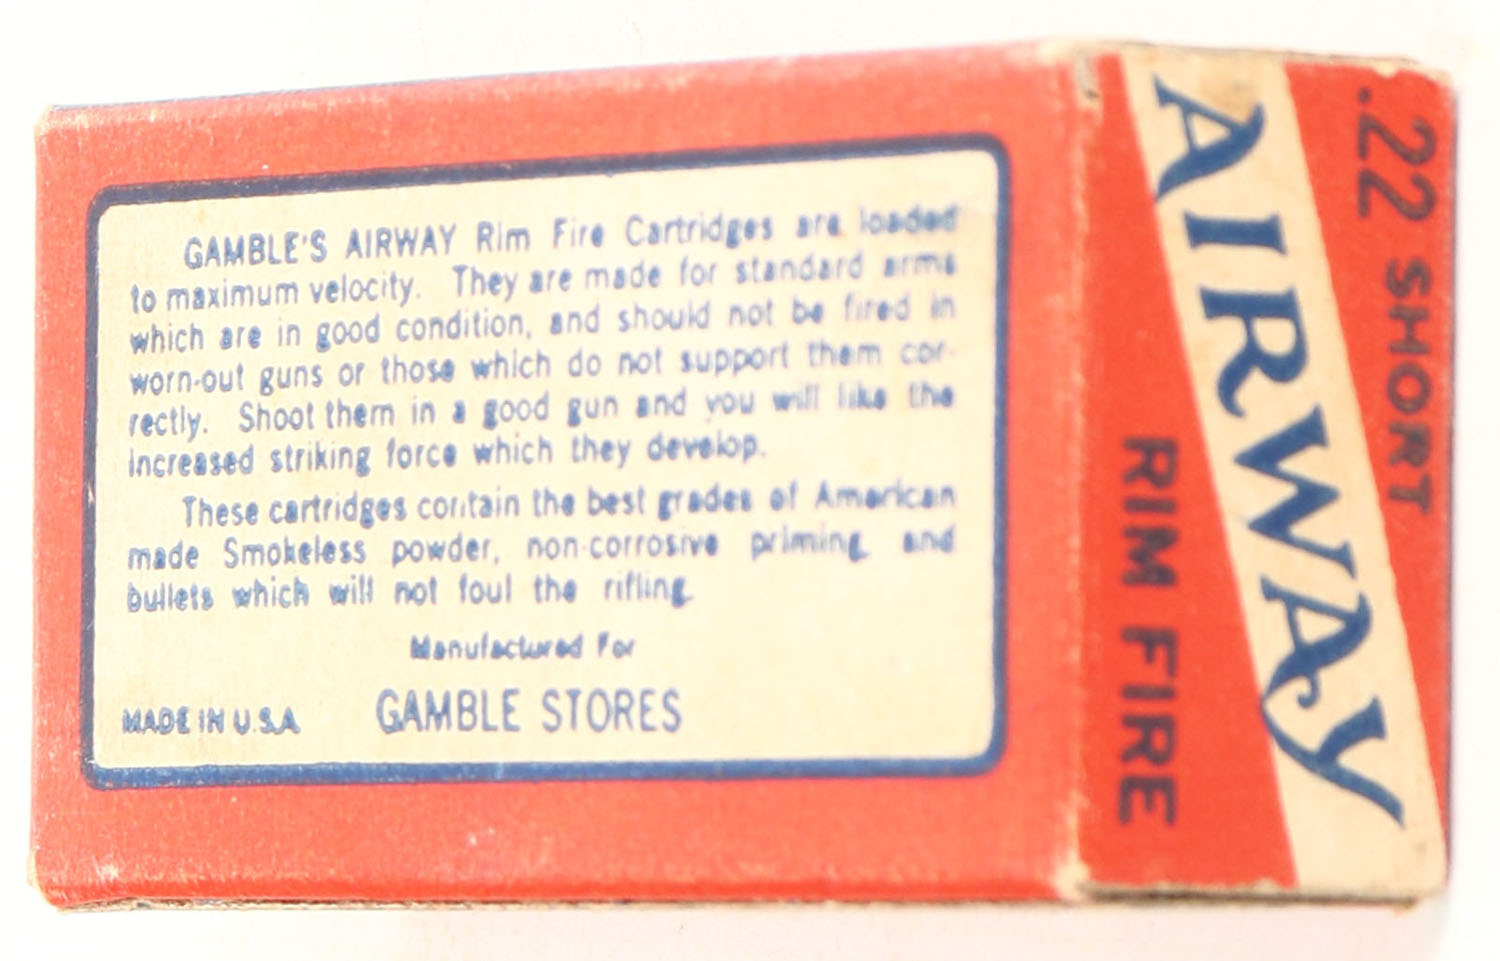 GAMBLE'S AIRWAY Rim Fire Cartridges are loaded
to maximum velocity. They are made for standard arms
which are in good condition, and should not be fired in
worn-out guns or those which do not support them cor-
rectly. Shoot them in a good gun and you will like the
increased striking force which they develop.
These cartridges contain the best grades of American
made Smokeless powder, non-corrosive priming and
bullets which will not foul the rifling.
Manufactured For
MADE IN U.S.A. GAMBLE STORES
.22 SHORT
AIRWAY
RIM FIRE